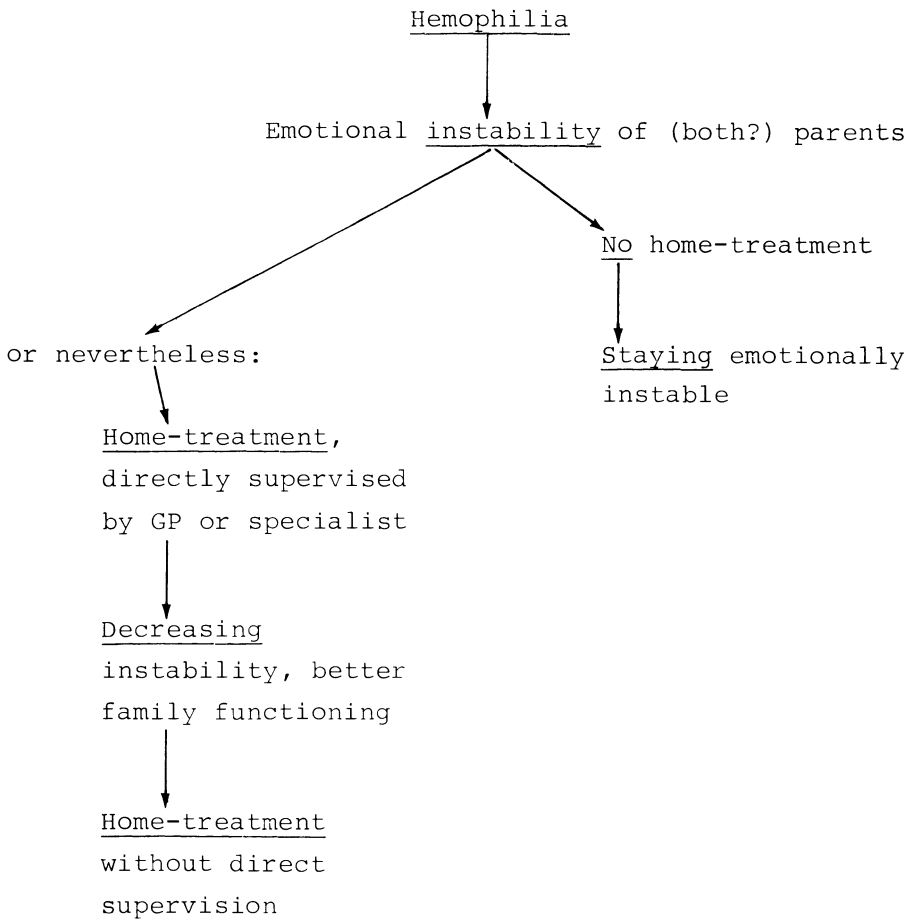 Hemophilia
Emotional instability of (both?) parents
No home-treatment
Staying emotionally
instable
or nevertheless:
Home-treatment,
directly supervised
by GP or specialist
Decreasing
instability, better
family functioning
Home-treatment
without direct
supervision